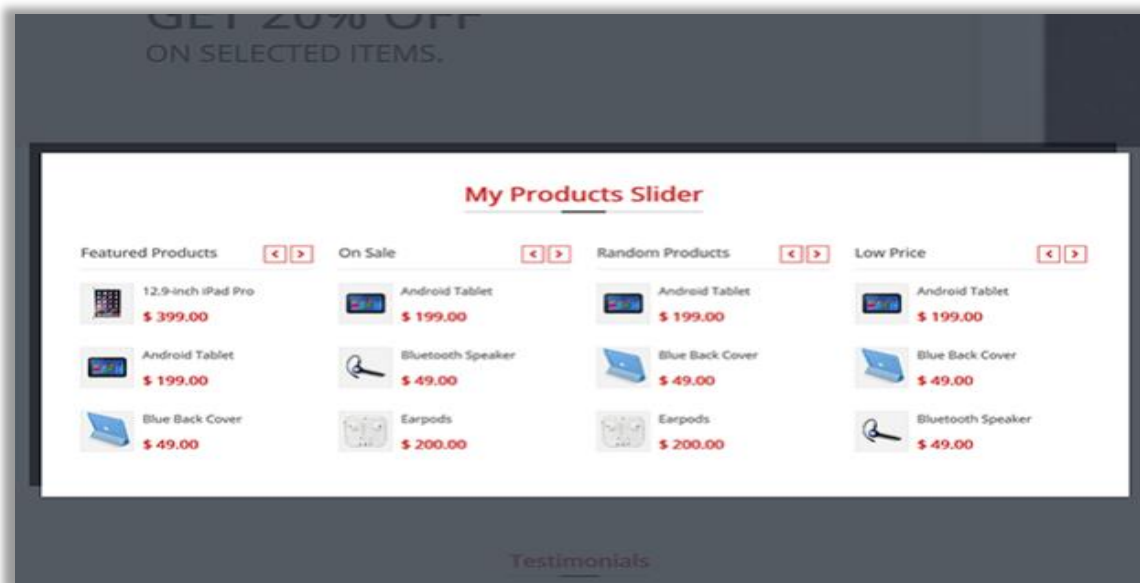 GET 20% OFF
ON SELECTED ITEMS.
My Products Slider
Featured Products
12.9-inch iPad Pro
$ 399.00
Android Tablet
$ 199.00
Blue Back Cover
$ 49.00
On Sale
Android Tablet
$ 199.00
Bluetooth Speaker
$ 49.00
Earpods
$ 200.00
Random Products
Android Tablet
$ 199.00
Blue Back Cover
$ 49.00
Earpods
$ 200.00
Low Price
Android Tablet
$ 199.00
Blue Back Cover
$ 49.00
Bluetooth Speaker
$ 49.00
Testimonials